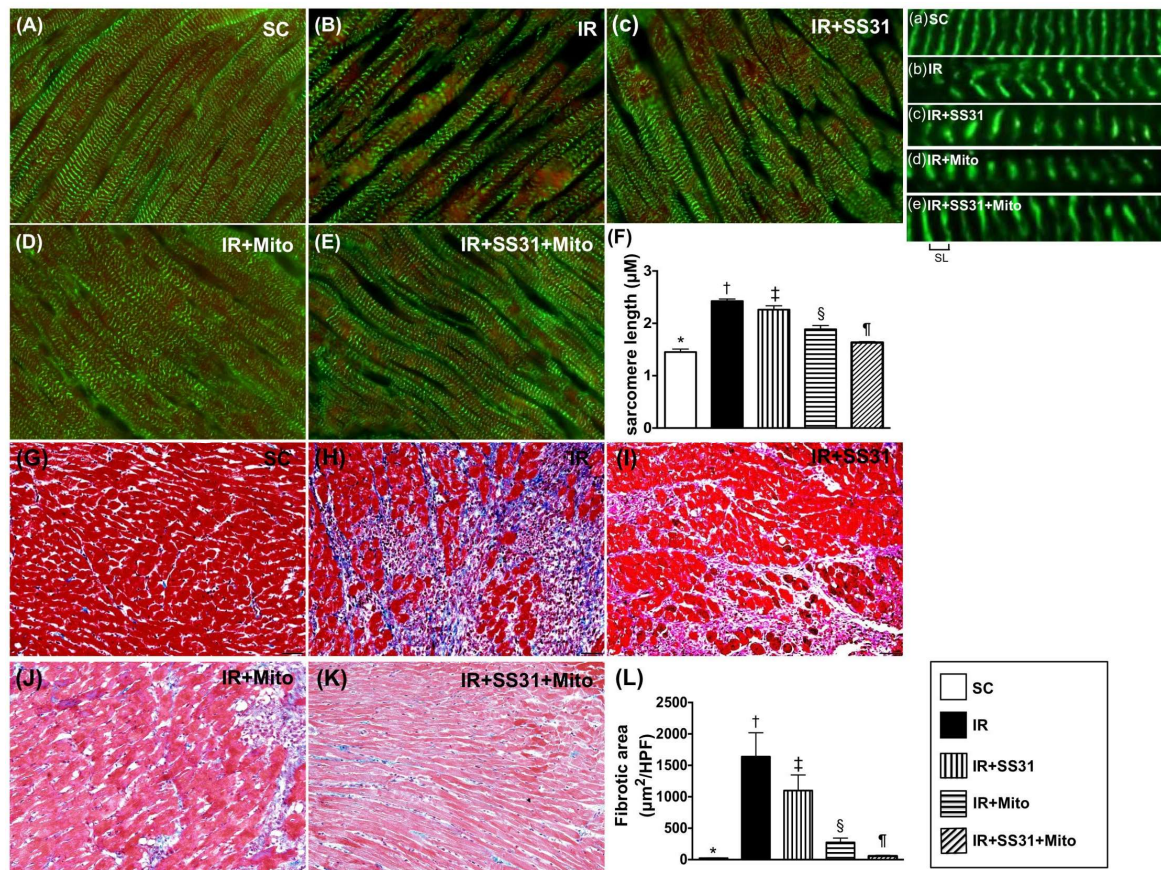 (A) SC
(B) IR
(c) IR+SS31
(a) SC
(b) IR
(c) IR+SS31
(d) IR+Mito
(e) IR+SS31+Mito
SL
(D) IR+Mito
(E) IR+SS31+Mito
(F)
sarcomere length (µM)
3
2
1
0
*
†
‡
§
¶
(G) SC
(H) IR
(I) IR+SS31
(J) IR+Mito
(K) IR+SS31+Mito
(L)
Fibrotic area
(µm²/HPF)
2500
2000
1500
1000
500
0
*
†
‡
§
¶
SC
IR
IR+SS31
IR+Mito
IR+SS31+Mito